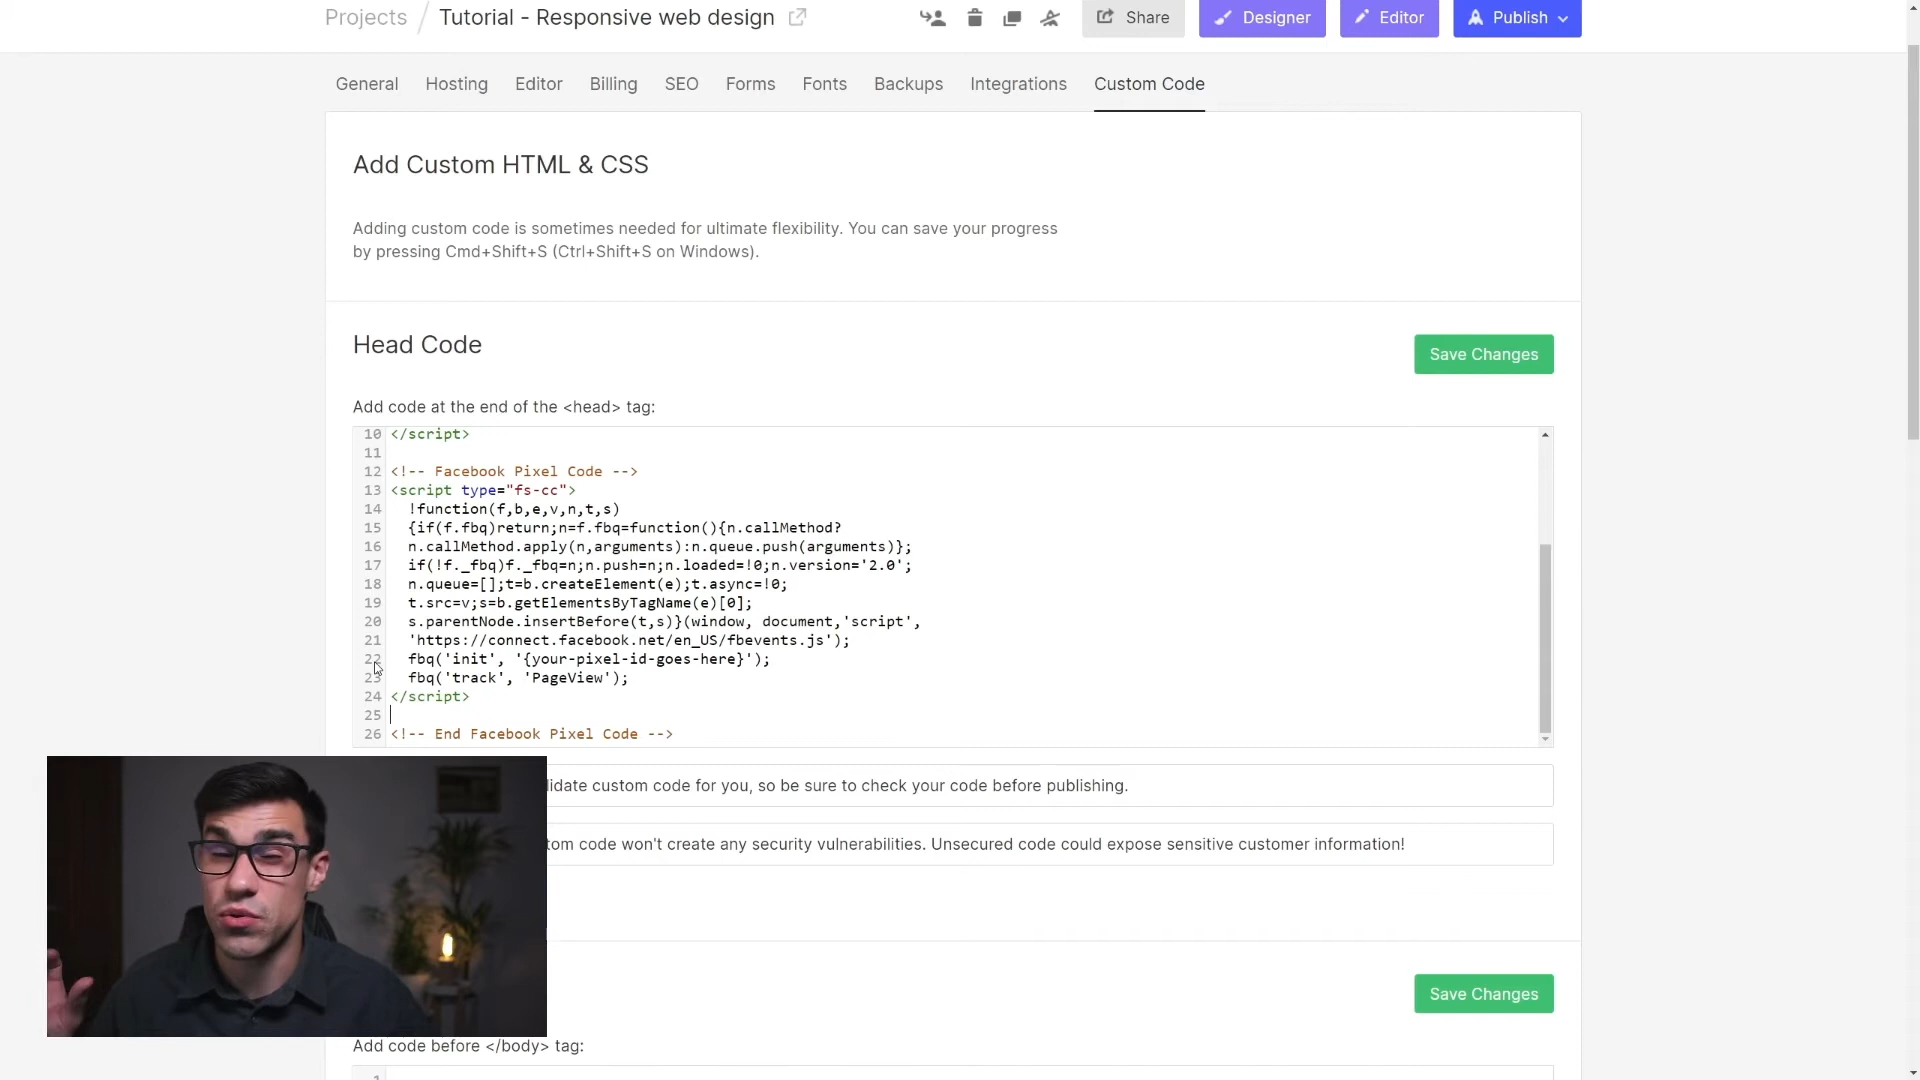 Projects / Tutorial - Responsive web design
Share
Designer
Editor
Publish
General Hosting Editor Billing SEO Forms Fonts Backups Integrations Custom Code
Add Custom HTML & CSS
Adding custom code is sometimes needed for ultimate flexibility. You can save your progress
by pressing Cmd+Shift+S (Ctrl+Shift+S on Windows).
Head Code
Save Changes
Add code at the end of the <head> tag:
10 </script>
11
12 <!-- Facebook Pixel Code -->
13 <script type="fs-cc">
14 !function(f,b,e,v,n,t,s)
15 {if(f.fbq)return;n=f.fbq=function(){n.callMethod?
16 n.callMethod.apply(n,arguments):n.queue.push(arguments)};
17 if(!f._fbq)f._fbq=n;n.push=n;n.loaded=!0;n.version='2.0';
18 n.queue=[];t=b.createElement(e);t.async=!0;
19 t.src=v;s=b.getElementsByTagName(e)[0];
20 s.parentNode.insertBefore(t,s)}(window, document,'script',
21 'https://connect.facebook.net/en_US/fbevents.js');
22 fbq('init', '{your-pixel-id-goes-here}');
23 fbq('track', 'PageView');
24 </script>
25
26 <!-- End Facebook Pixel Code -->
lidate custom code for you, so be sure to check your code before publishing.
tom code won't create any security vulnerabilities. Unsecured code could expose sensitive customer information!
Save Changes
Add code before </body> tag:
1